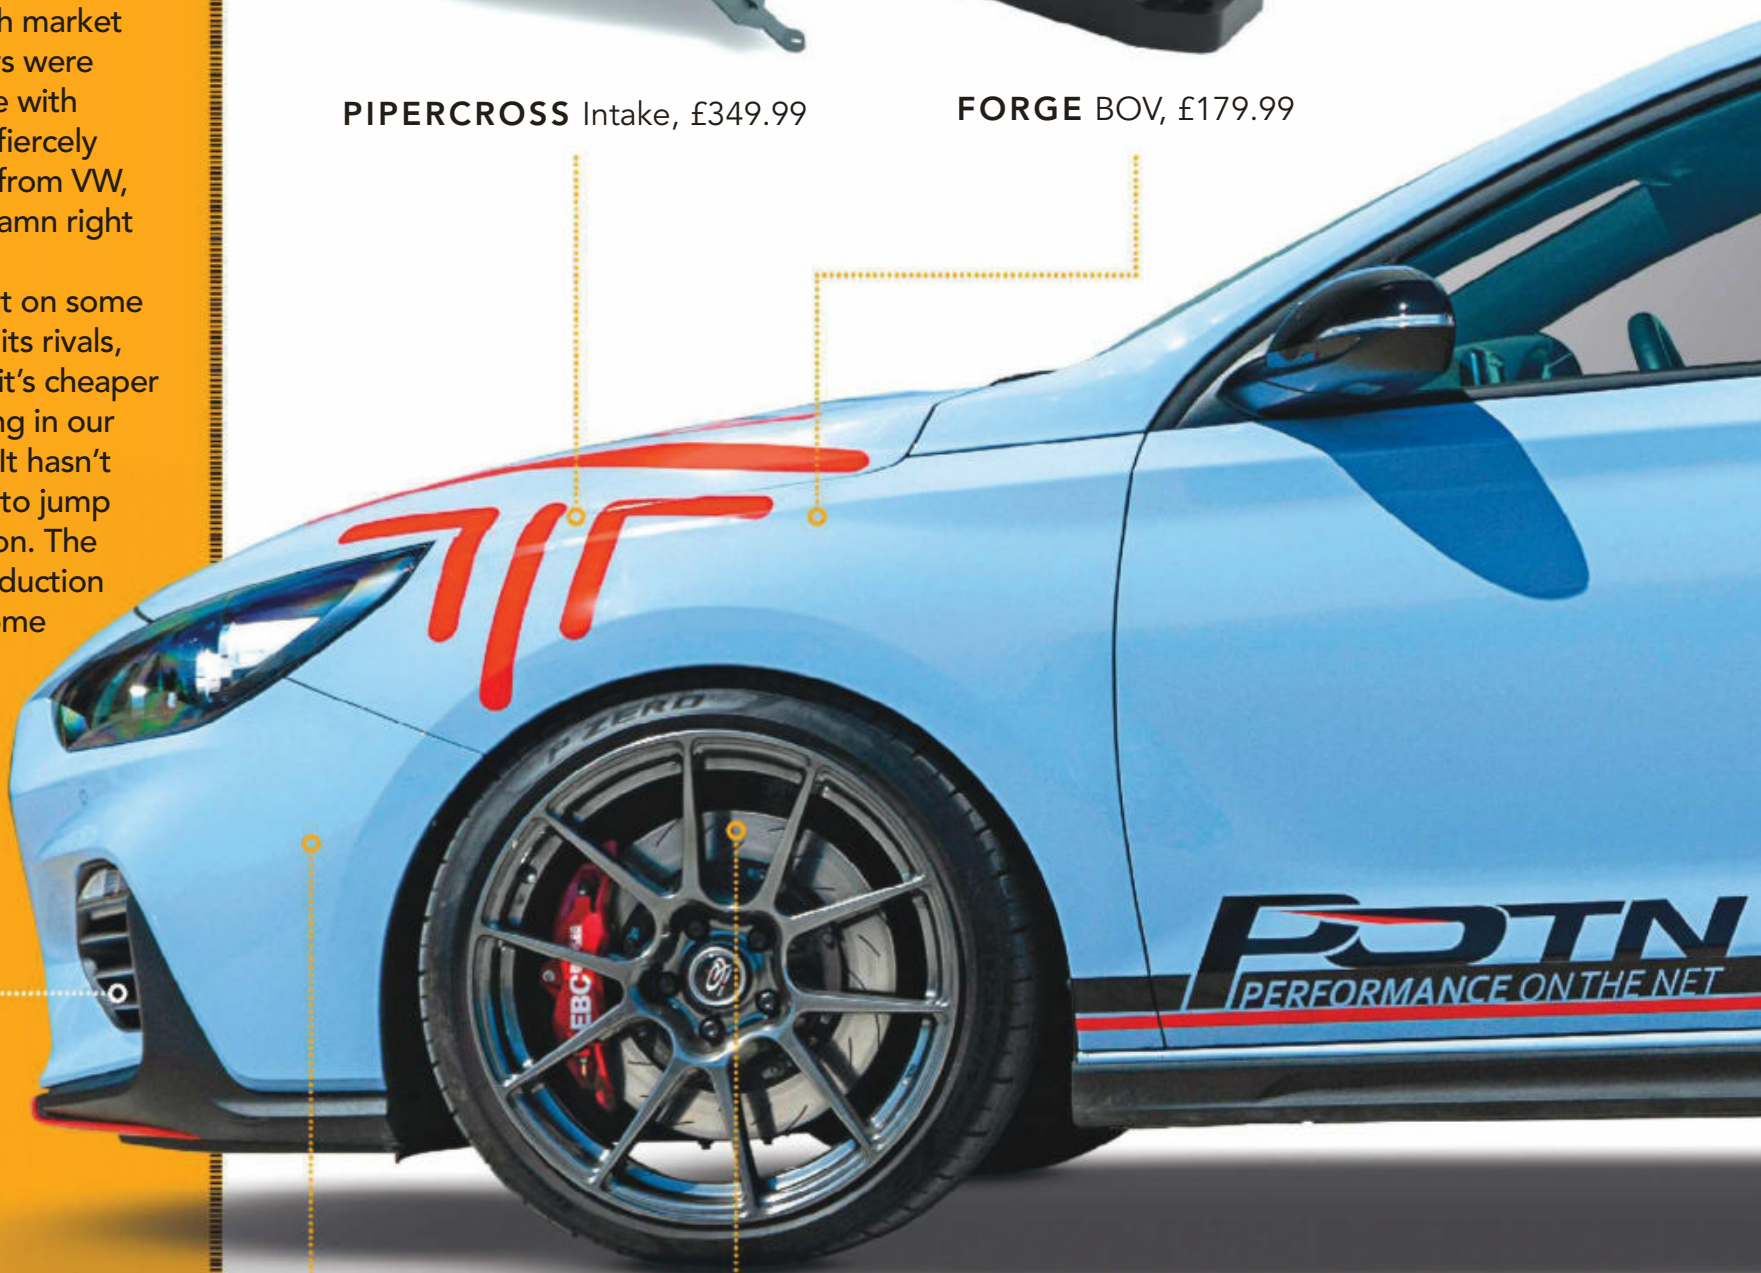 h market
s were
e with
fiercely
from VW,
amn right
t on some
its rivals,
it's cheaper
ng in our
It hasn't
to jump
on. The
duction
ome
PIPERCROSS Intake, £349.99
FORGE BOV, £179.99
P ZERO
EBC
POTN
PERFORMANCE ON THE NET